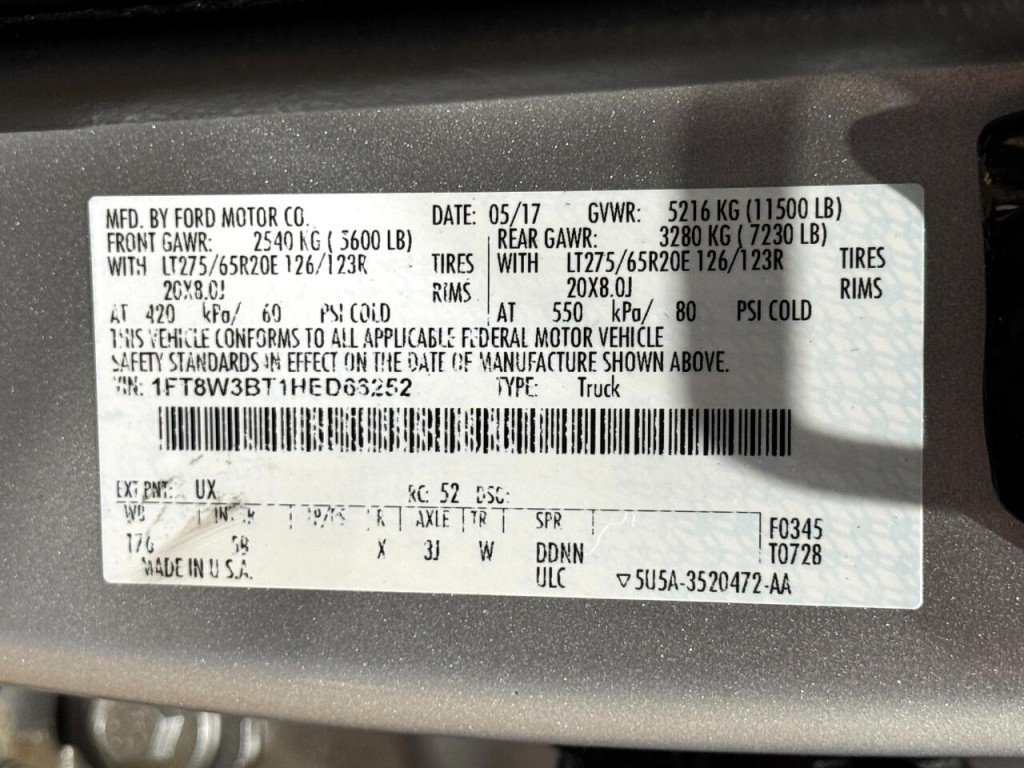 MFD. BY FORD MOTOR CO. DATE: 05/17 GVWR: 5216 KG (11500 LB)
FRONT GAWR: 2540 KG ( 5600 LB) REAR GAWR: 3280 KG ( 7230 LB)
WITH LT275/65R20E 126/123R TIRES WITH LT275/65R20E 126/123R TIRES
20X8.0J RIMS 20X8.0J RIMS
AT 420 kPa/ 60 PSI COLD AT 550 kPa/ 80 PSI COLD
THIS VEHICLE CONFORMS TO ALL APPLICABLE FEDERAL MOTOR VEHICLE
SAFETY STANDARDS IN EFFECT ON THE DATE OF MANUFACTURE SHOWN ABOVE.
VIN: 1FT8W3BT1HED66252 TYPE: Truck
EXT PNT: UX RC: 52 DSO:
WB R AXLE TR SPR F0345
176 X 3J W DDNN T0728
MADE IN U.S.A. ULC ▽5U5A-3520472-AA